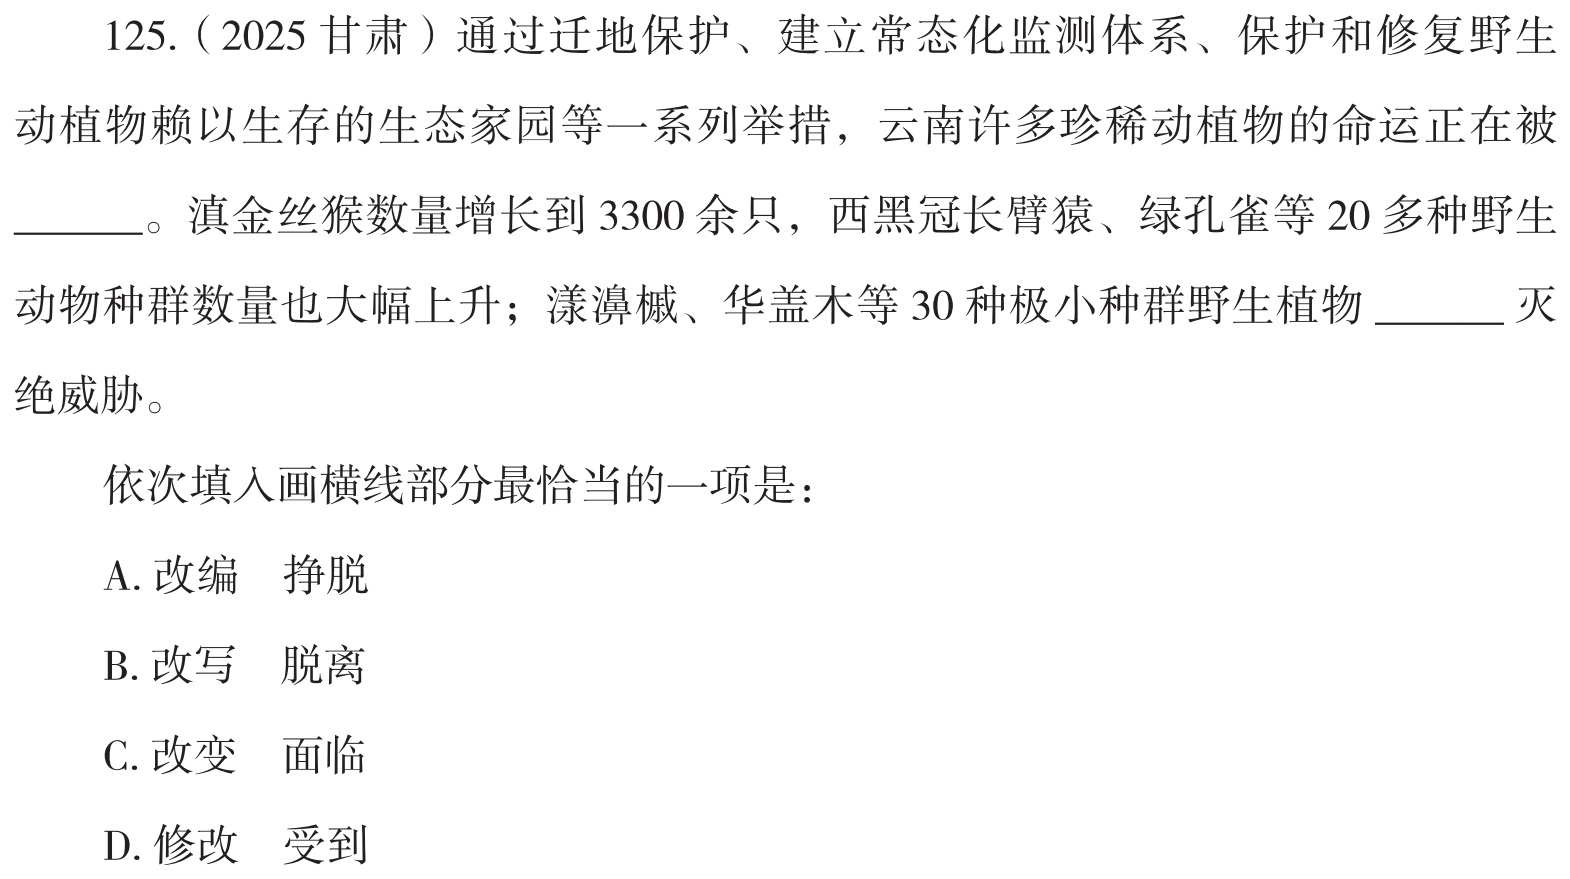 125.（2025 甘肃）通过迁地保护、建立常态化监测体系、保护和修复野生
动植物赖以生存的生态家园等一系列举措，云南许多珍稀动植物的命运正在被
______。滇金丝猴数量增长到 3300 余只，西黑冠长臂猿、绿孔雀等 20 多种野生
动物种群数量也大幅上升；漾濞槭、华盖木等 30 种极小种群野生植物 ______ 灭
绝威胁。
依次填入画横线部分最恰当的一项是：
A. 改编　挣脱
B. 改写　脱离
C. 改变　面临
D. 修改　受到